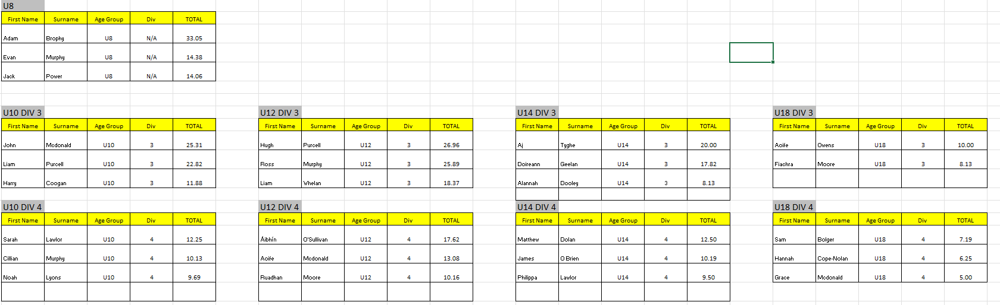 U8
First Name Surname Age Group Div TOTAL
Adam Brophy U8 N/A 33.05
Evan Murphy U8 N/A 14.38
Jack Power U8 N/A 14.06
U10 DIV 3 U12 DIV 3 U14 DIV 3 U18 DIV 3
First Name Surname Age Group Div TOTAL First Name Surname Age Group Div TOTAL First Name Surname Age Group Div TOTAL First Name Surname Age Group Div TOTAL
John Mcdonald U10 3 25.31 Hugh Purcell U12 3 26.96 Aj Tyghe U14 3 20.00 Aoife Owens U18 3 10.00
Liam Purcell U10 3 22.82 Ross Murphy U12 3 25.89 Doireann Geelan U14 3 17.82 Fiachra Moore U18 3 8.13
Harry Coogan U10 3 11.88 Liam Whelan U12 3 18.37 Alannah Dooley U14 3 8.13
U10 DIV 4 U12 DIV 4 U14 DIV 4 U18 DIV 4
First Name Surname Age Group Div TOTAL First Name Surname Age Group Div TOTAL First Name Surname Age Group Div TOTAL First Name Surname Age Group Div TOTAL
Sarah Lawlor U10 4 12.25 Áibhín O'Sullivan U12 4 17.62 Matthew Dolan U14 4 12.50 Sam Bolger U18 4 7.19
Cillian Murphy U10 4 10.13 Aoife Mcdonald U12 4 13.08 James O Brien U14 4 10.19 Hannah Cope-Nolan U18 4 6.25
Noah Lyons U10 4 9.69 Ruadhan Moore U12 4 10.16 Philippa Lawlor U14 4 9.50 Grace Mcdonald U18 4 5.00